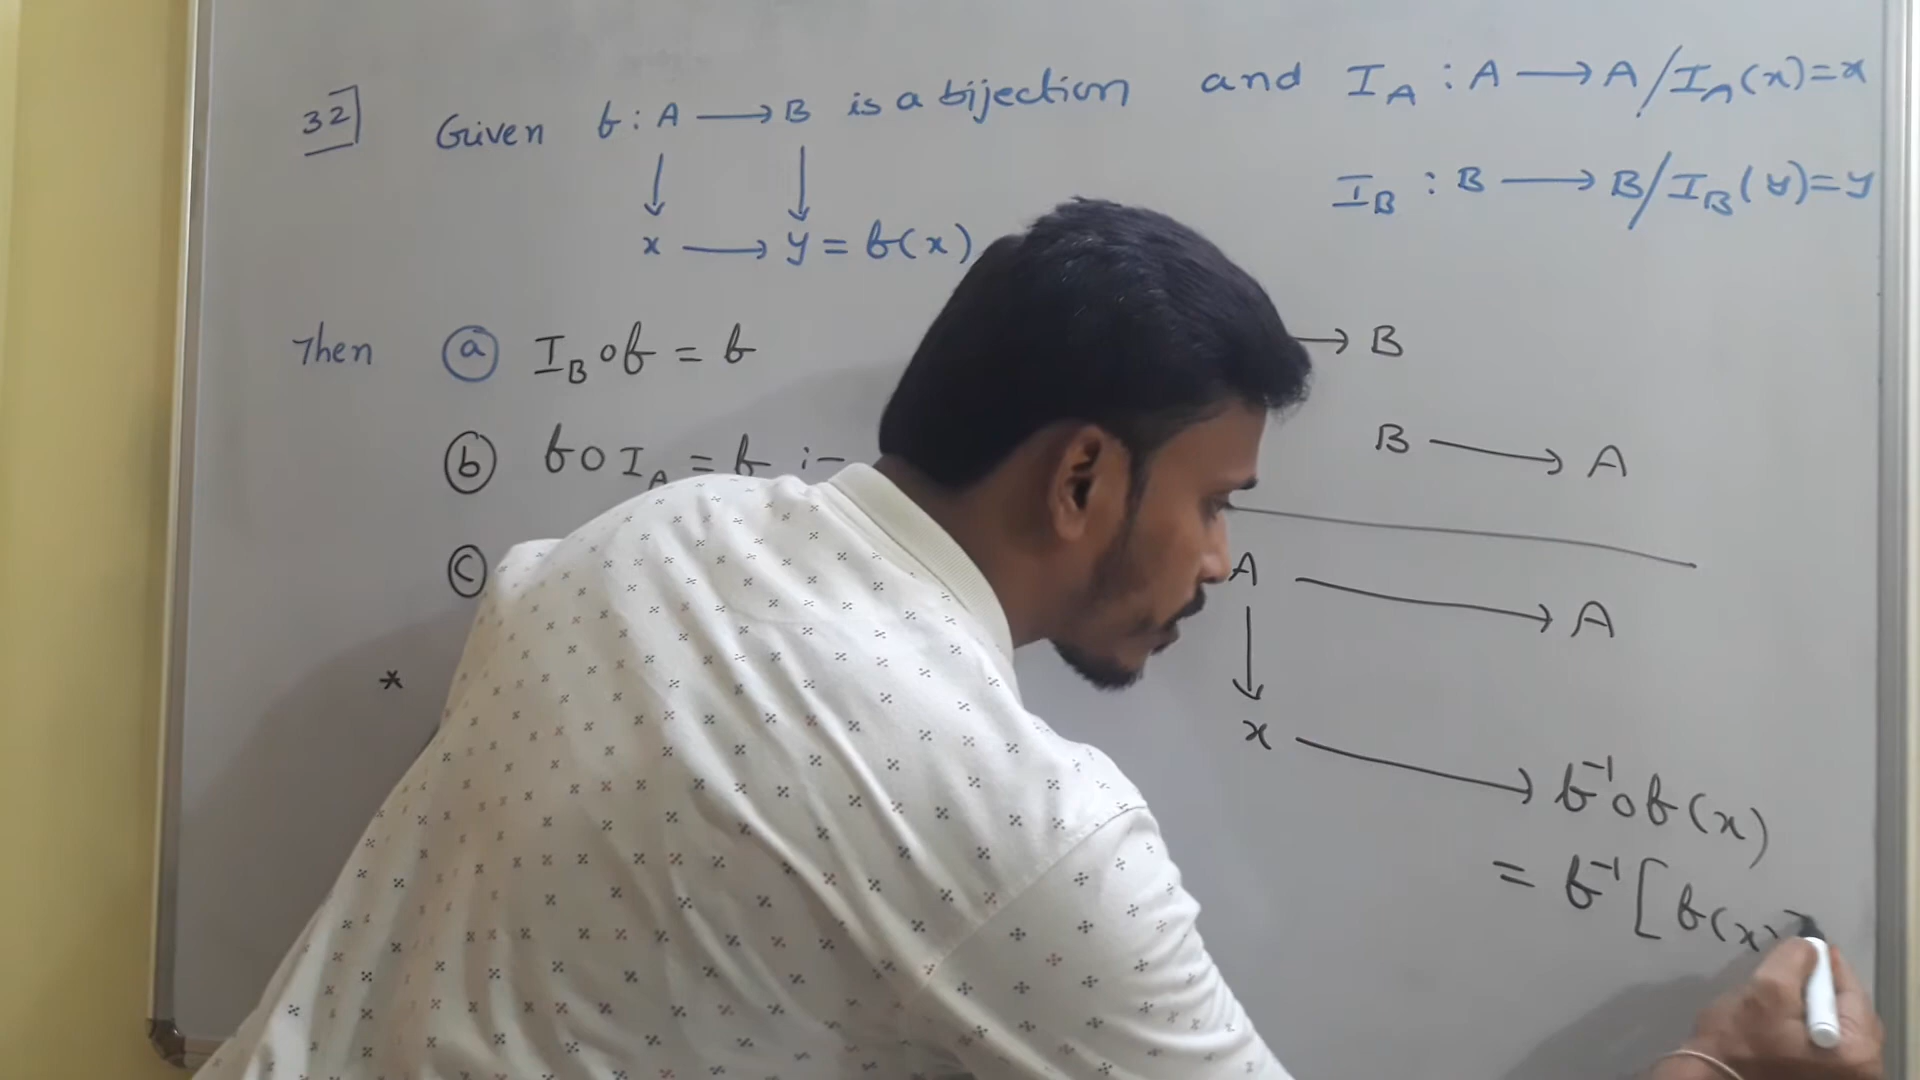 32 Given f : A → B is a bijection and I_A : A → A / I_A(x) = x
↓ ↓ I_B : B → B / I_B(y) = y
x → y = f(x)
Then (a) I_B o f = f → B
(b) f o I_A = f :- B → A
(c) A → A
* ↓
x → f⁻¹ o f(x)
= f⁻¹ [f(x)]